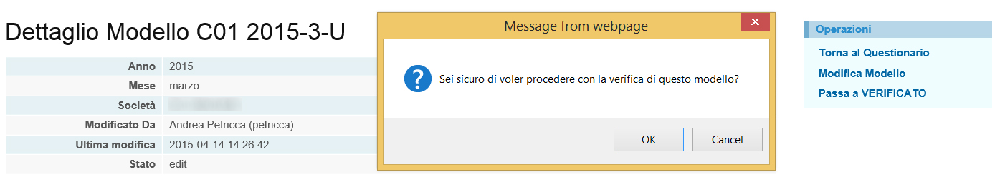 Dettaglio Modello C01 2015-3-U
Anno 2015
Mese marzo
Società
Modificato Da Andrea Petricca (petricca)
Ultima modifica 2015-04-14 14:26:42
Stato edit
Message from webpage
Sei sicuro di voler procedere con la verifica di questo modello?
OK Cancel
Operazioni
Torna al Questionario
Modifica Modello
Passa a VERIFICATO